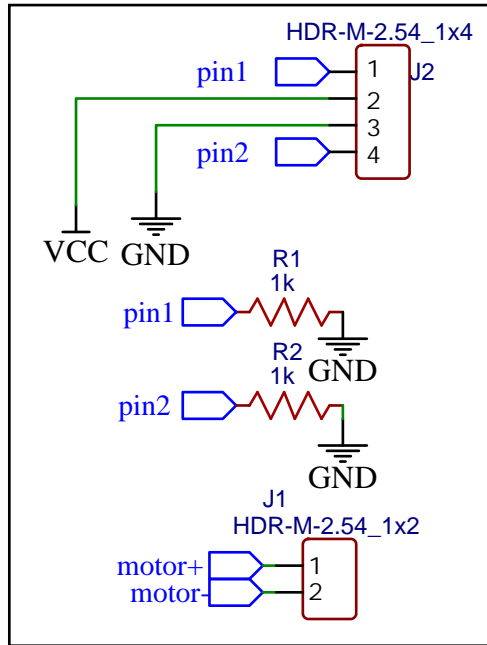 HDR-M-2.54_1x4
pin1
1
J2
2
3
pin2
4
VCC
GND
R1
1k
pin1
GND
R2
1k
pin2
GND
J1
HDR-M-2.54_1x2
motor+
1
motor-
2